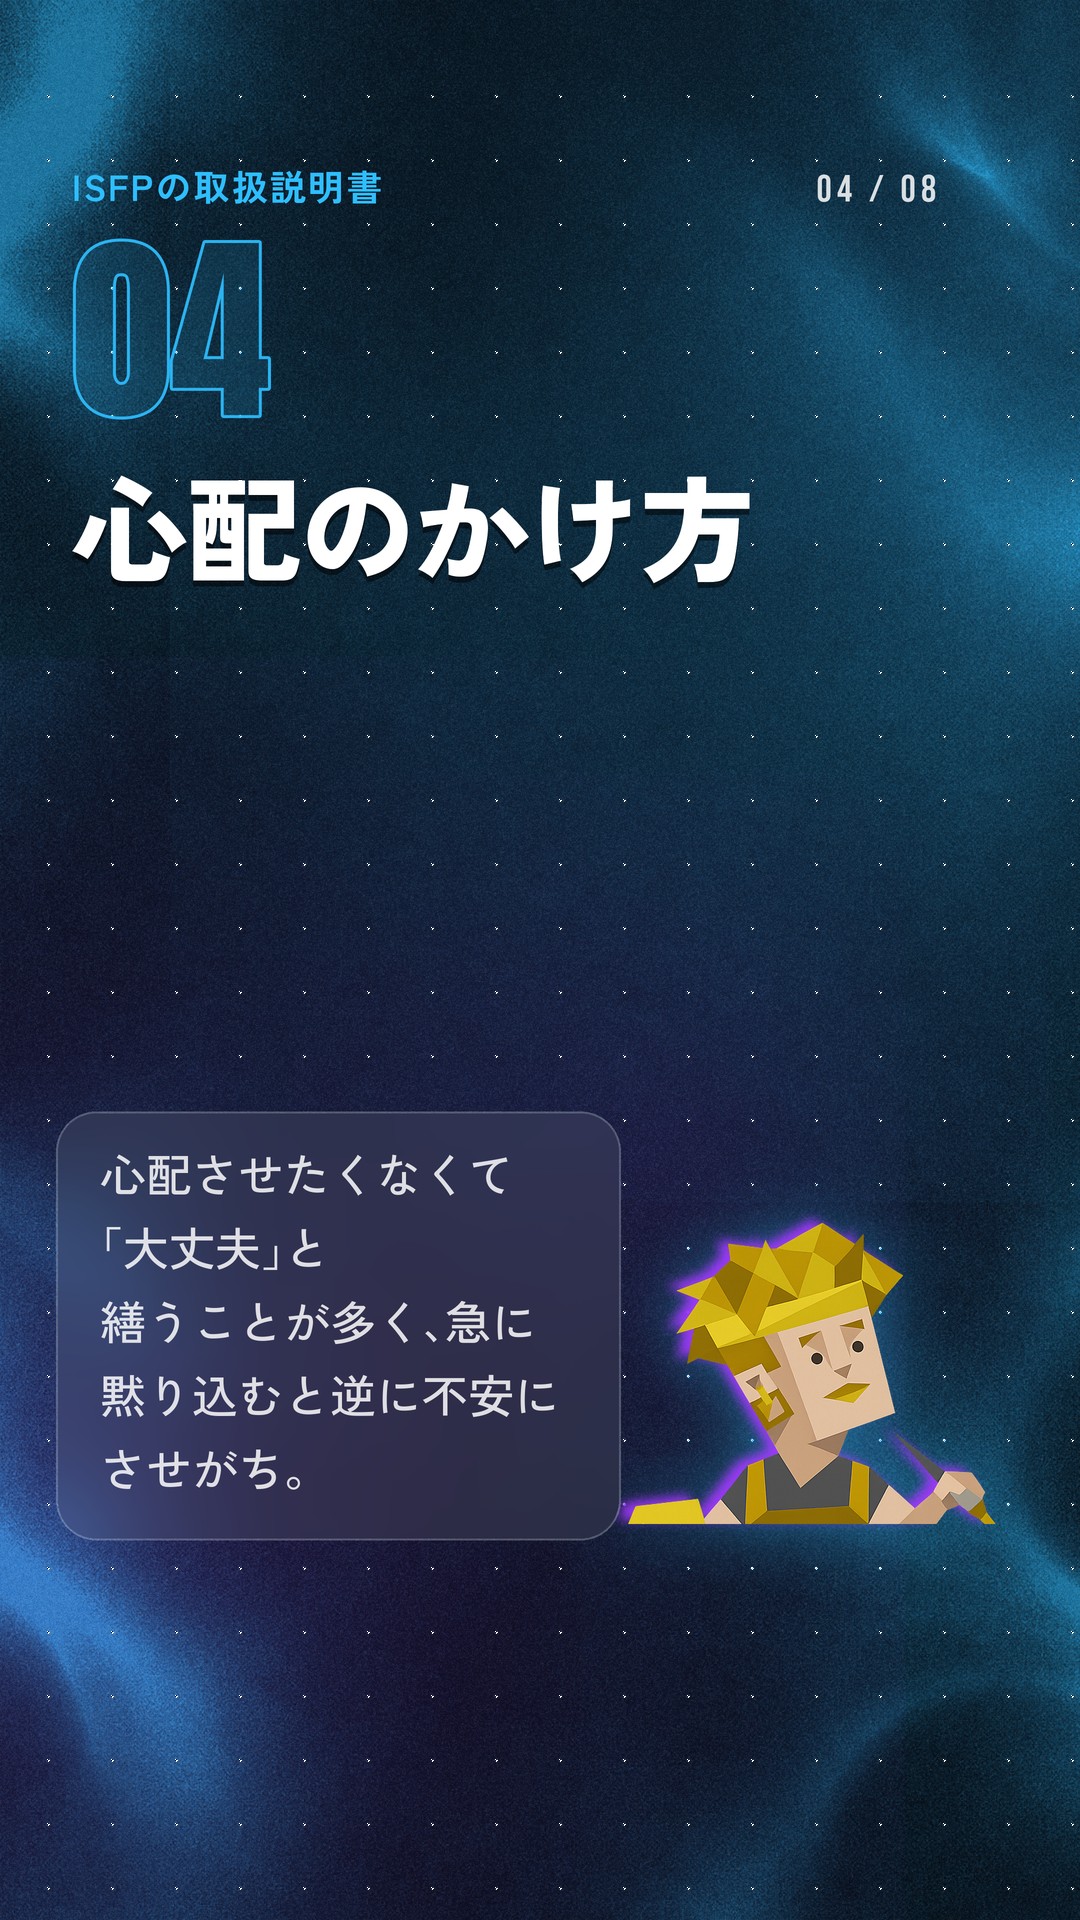 ISFPの取扱説明書
04 / 08
04
心配のかけ方
心配させたくなくて
「大丈夫」と
繕うことが多く、急に
黙り込むと逆に不安に
させがち。